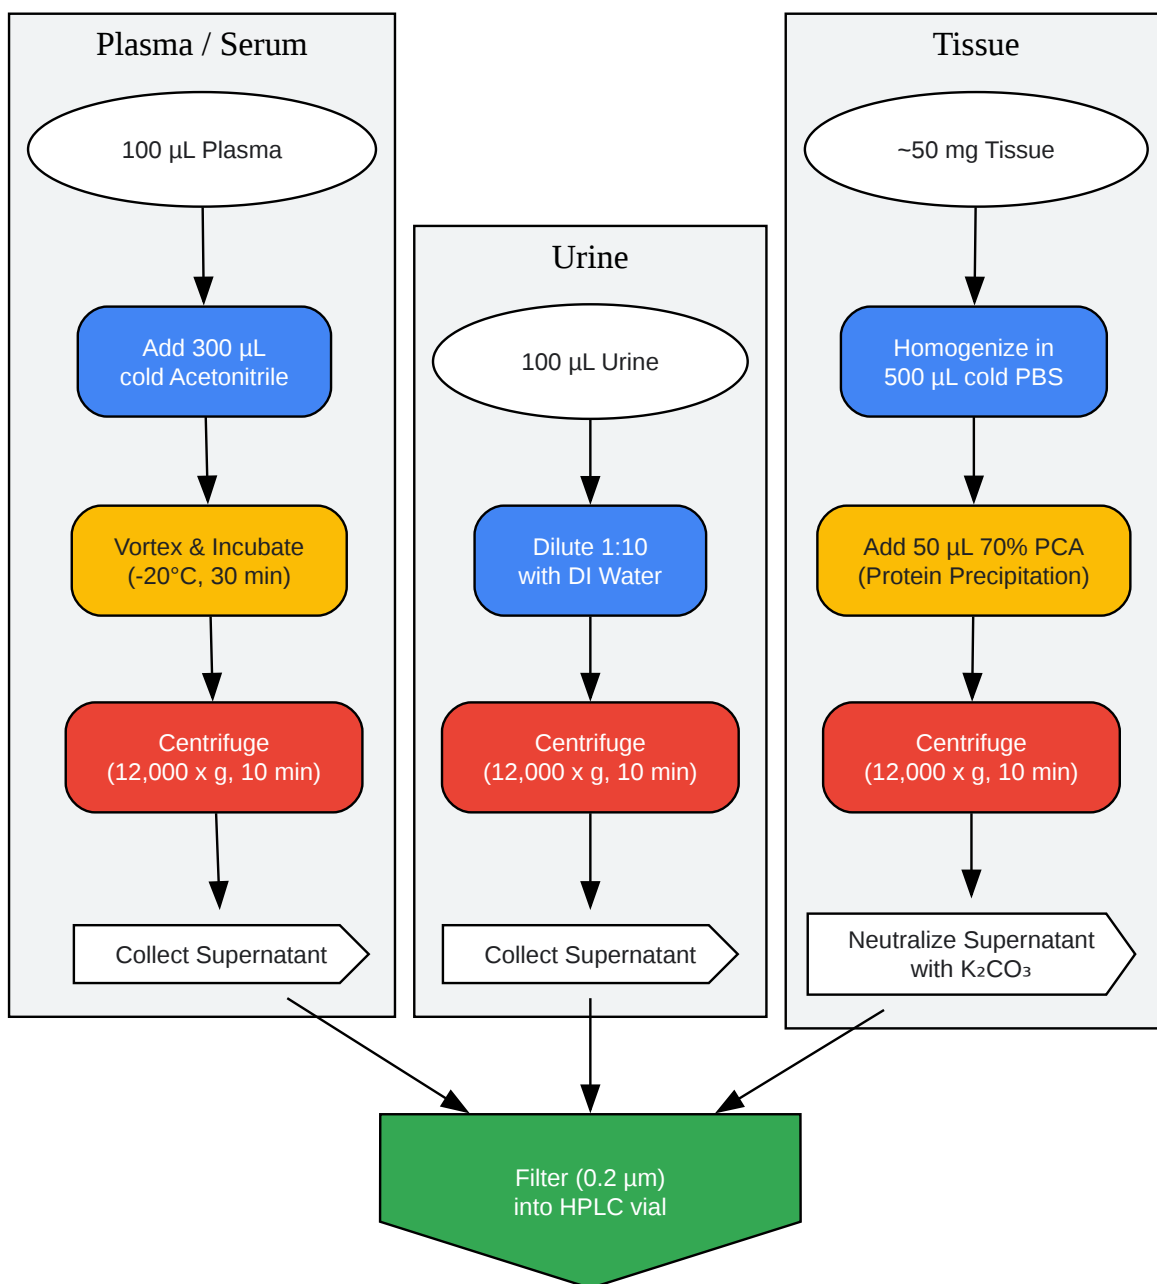 Plasma / Serum
100 µL Plasma
Add 300 µL
cold Acetonitrile
Vortex & Incubate
(-20°C, 30 min)
Centrifuge
(12,000 x g, 10 min)
Collect Supernatant
Urine
100 µL Urine
Dilute 1:10
with DI Water
Centrifuge
(12,000 x g, 10 min)
Collect Supernatant
Tissue
~50 mg Tissue
Homogenize in
500 µL cold PBS
Add 50 µL 70% PCA
(Protein Precipitation)
Centrifuge
(12,000 x g, 10 min)
Neutralize Supernatant
with K₂CO₃
Filter (0.2 µm)
into HPLC vial